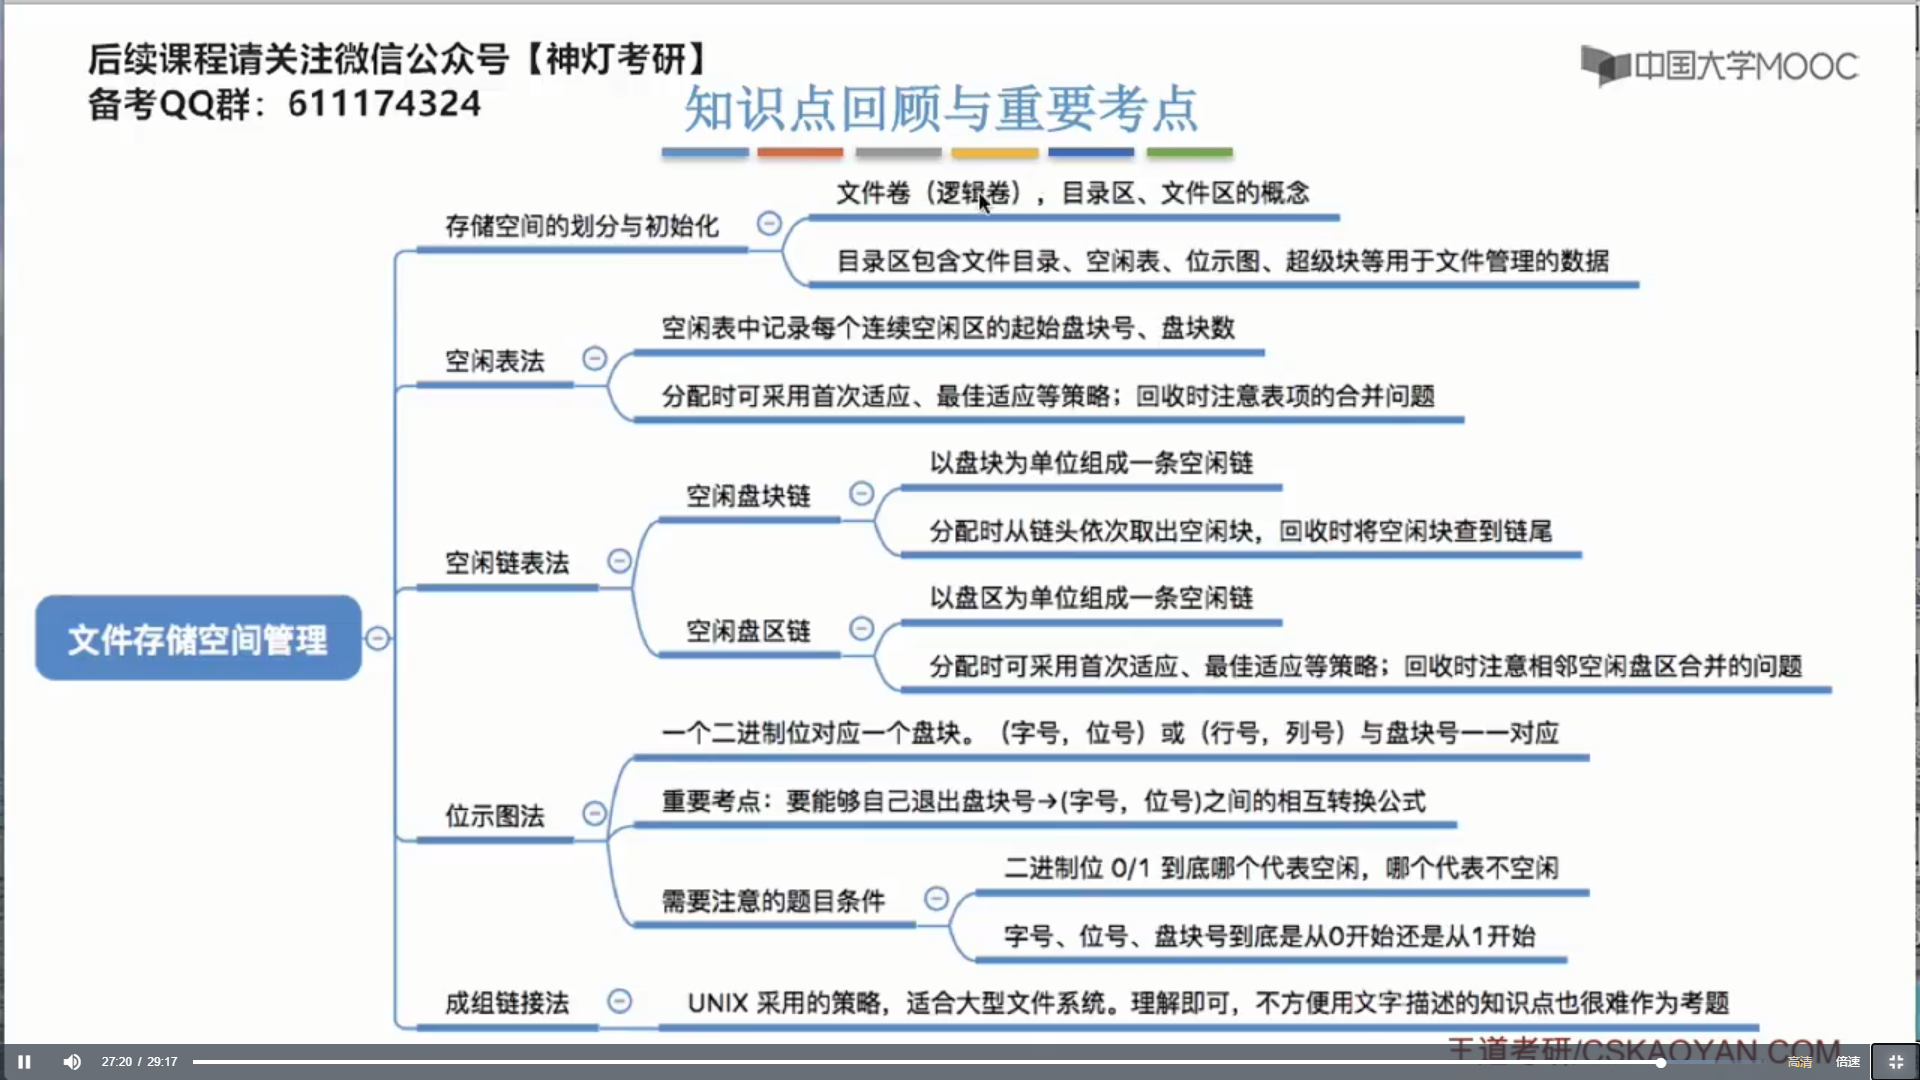 后续课程请关注微信公众号【神灯考研】
备考QQ群：611174324
中国大学MOOC
知识点回顾与重要考点
文件存储空间管理
存储空间的划分与初始化
文件卷（逻辑卷），目录区、文件区的概念
目录区包含文件目录、空闲表、位示图、超级块等用于文件管理的数据
空闲表法
空闲表中记录每个连续空闲区的起始盘块号、盘块数
分配时可采用首次适应、最佳适应等策略；回收时注意表项的合并问题
空闲链表法
空闲盘块链
以盘块为单位组成一条空闲链
分配时从链头依次取出空闲块，回收时将空闲块查到链尾
空闲盘区链
以盘区为单位组成一条空闲链
分配时可采用首次适应、最佳适应等策略；回收时注意相邻空闲盘区合并的问题
位示图法
一个二进制位对应一个盘块。（字号，位号）或（行号，列号）与盘块号一一对应
重要考点：要能够自己退出盘块号→(字号，位号)之间的相互转换公式
需要注意的题目条件
二进制位 0/1 到底哪个代表空闲，哪个代表不空闲
字号、位号、盘块号到底是从0开始还是从1开始
成组链接法
UNIX 采用的策略，适合大型文件系统。理解即可，不方便用文字描述的知识点也很难作为考题
王道考研/CSKAOYAN.COM
27:20 / 29:17
高清
倍速